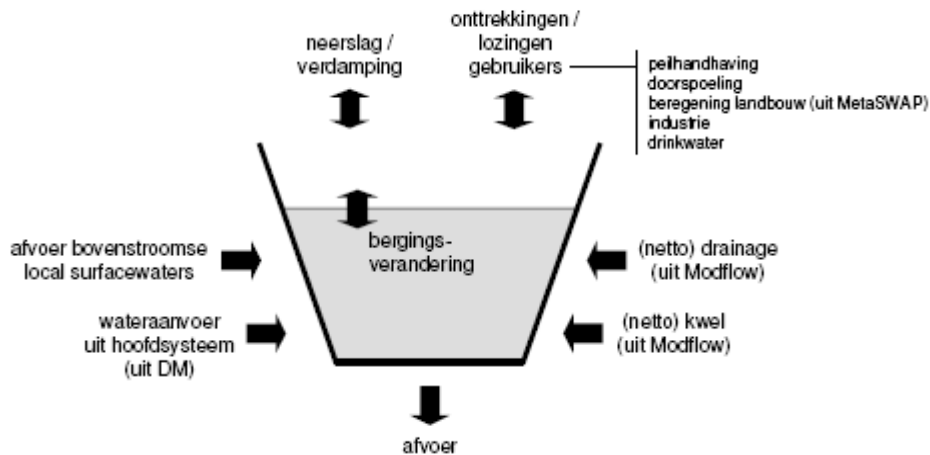 neerslag /
verdamping
onttrekkingen /
lozingen
gebruikers
peilhandhaving
doorspoeling
beregening landbouw (uit MetaSWAP)
industrie
drinkwater
bergings-
verandering
afvoer bovenstroomse
local surfacewaters
wateraanvoer
uit hoofdsysteem
(uit DM)
(netto) drainage
(uit Modflow)
(netto) kwel
(uit Modflow)
afvoer